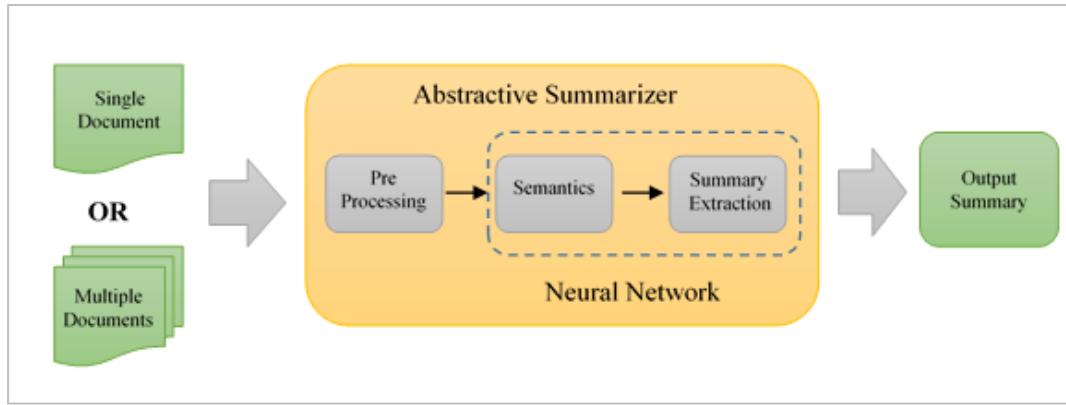 Single
Document
OR
Multiple
Documents
Abstractive Summarizer
Pre
Processing
Semantics
Summary
Extraction
Neural Network
Output
Summary